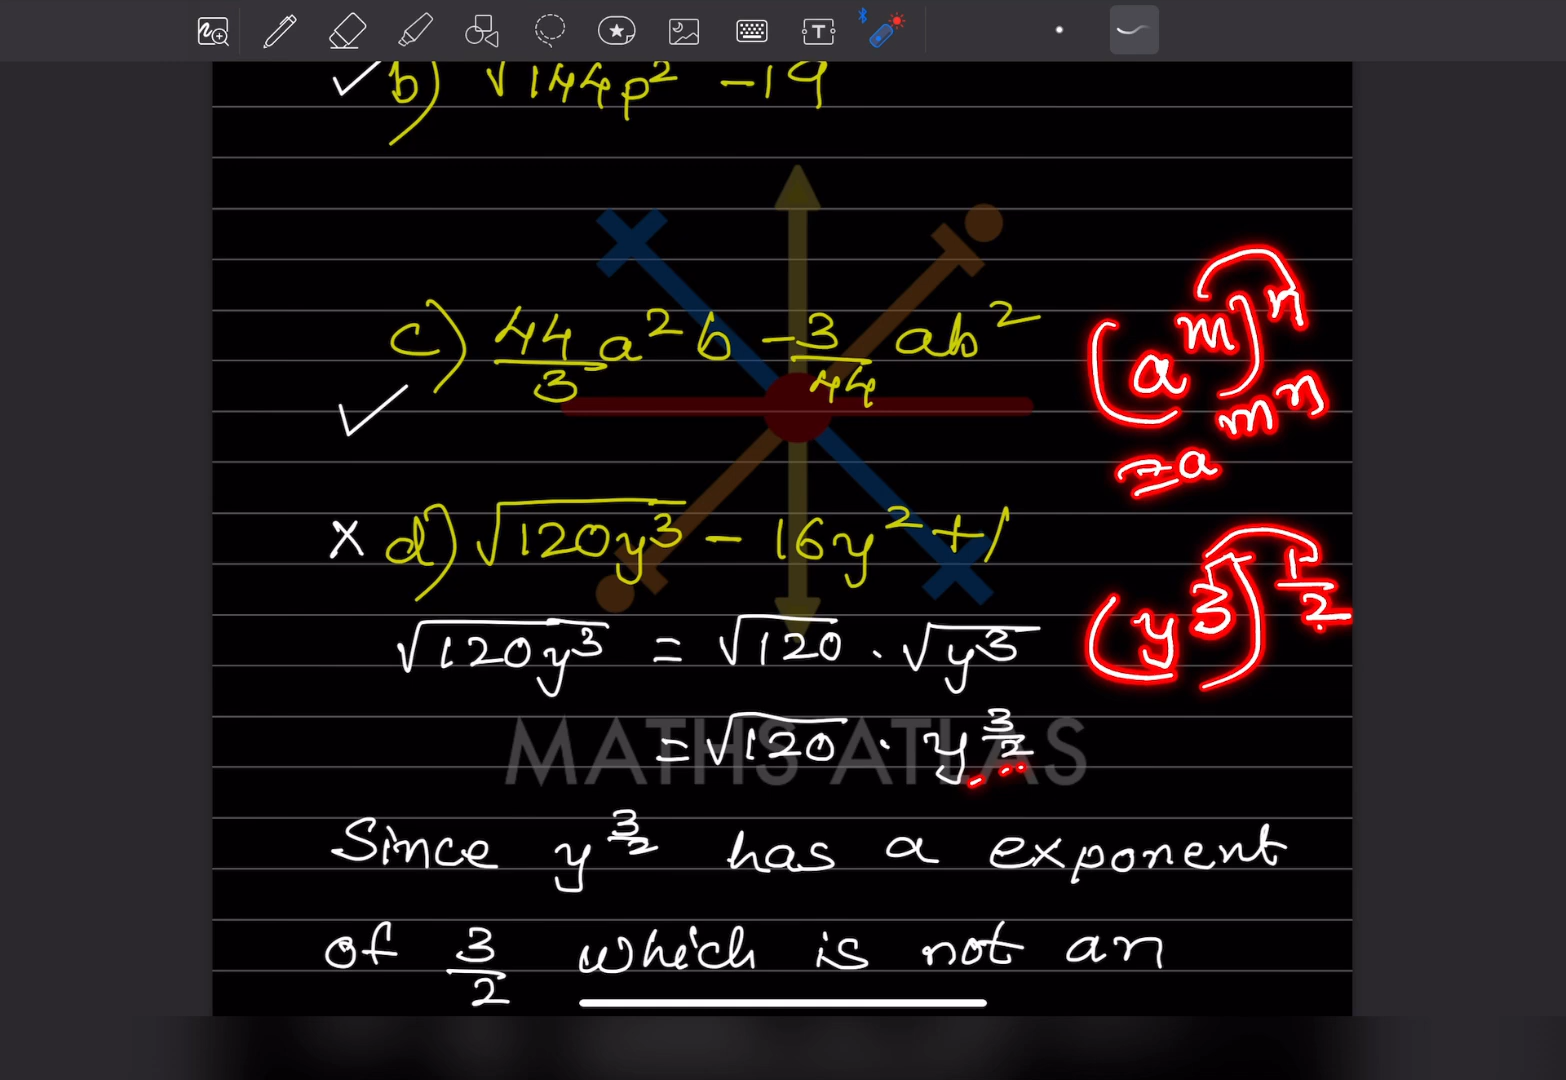 b) √144p² - 19
c) 44/3 a²b - 3/44 ab²
(a^m)^n
= a^mn
d) √120y³ - 16y² + 1
√120y³ = √120 . √y³
(y³)^1/2
= √120 . y^3/2
MATHS ATLAS
Since y^3/2 has a exponent
of 3/2 which is not an